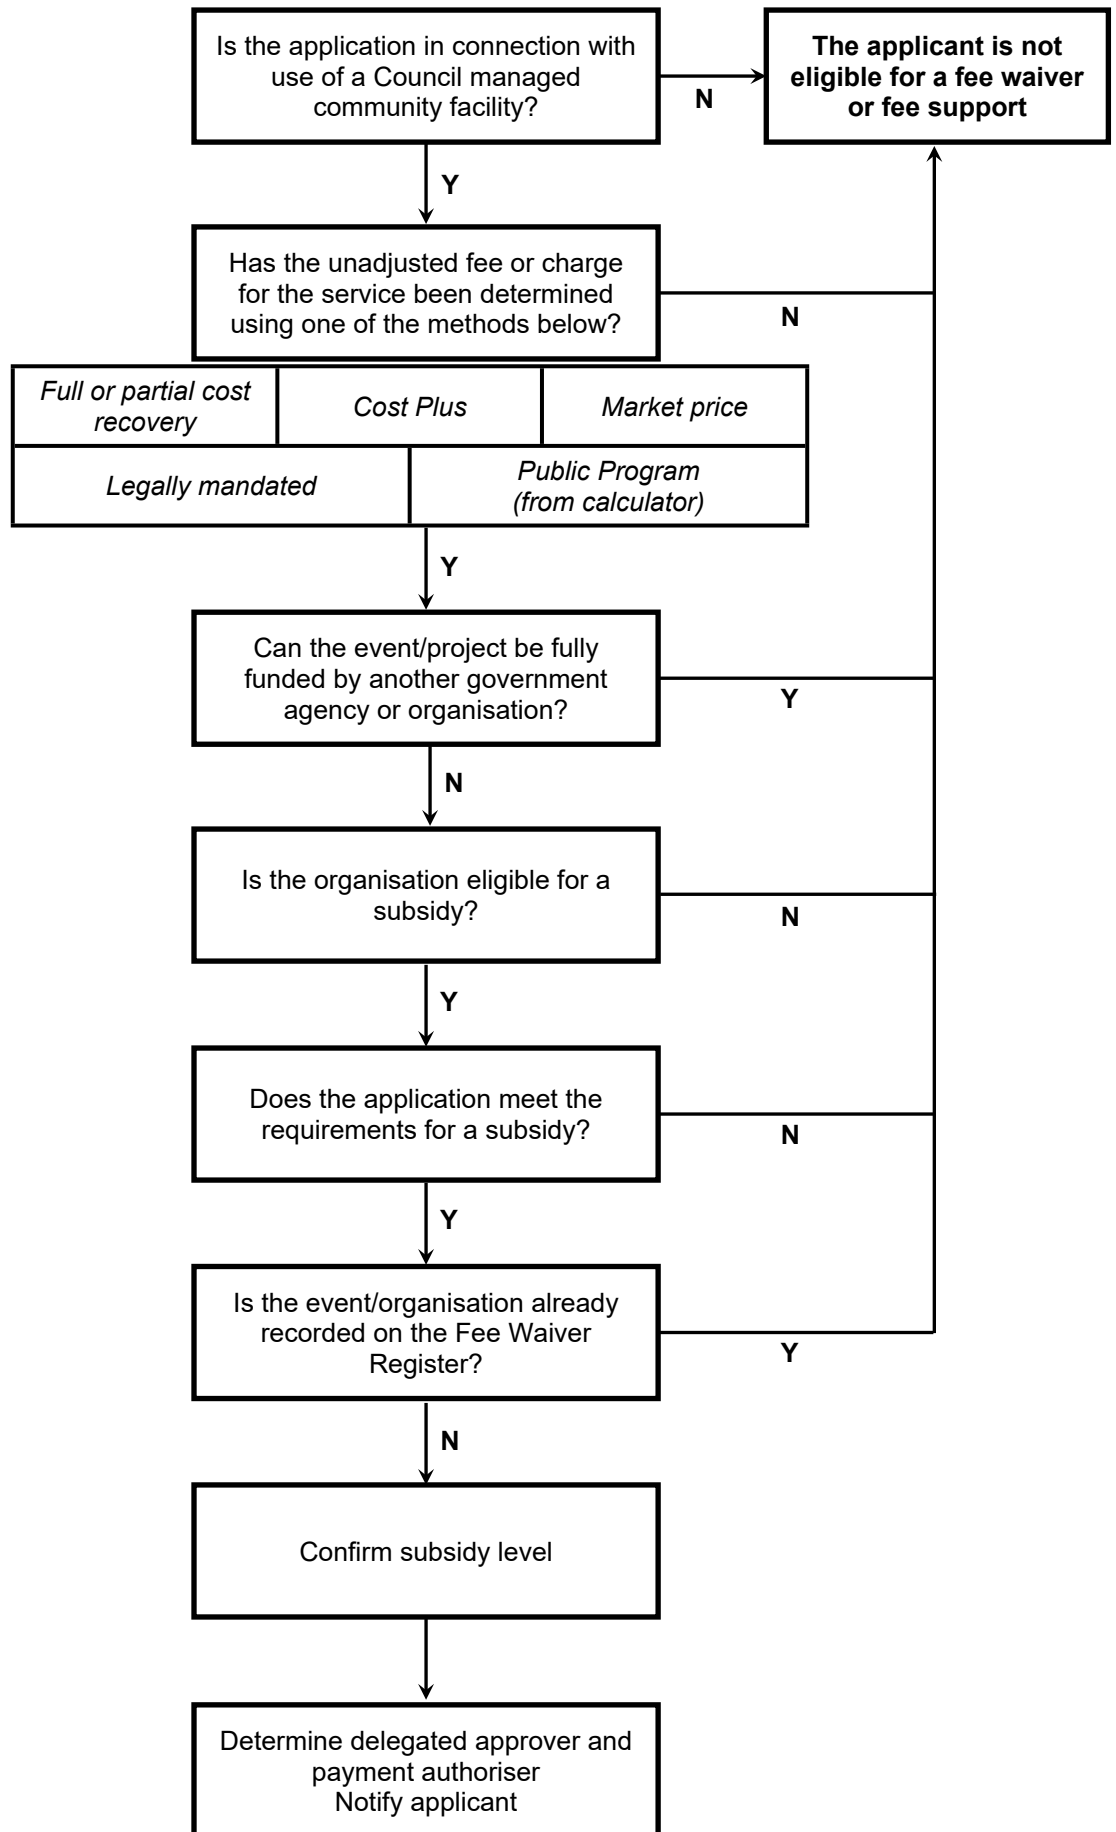 Is the application in connection with
use of a Council managed
community facility?
N
The applicant is not
eligible for a fee waiver
or fee support
Y
Has the unadjusted fee or charge
for the service been determined
using one of the methods below?
N
Full or partial cost
recovery
Cost Plus
Market price
Legally mandated
Public Program
(from calculator)
Y
Can the event/project be fully
funded by another government
agency or organisation?
Y
N
Is the organisation eligible for a
subsidy?
N
Y
Does the application meet the
requirements for a subsidy?
N
Y
Is the event/organisation already
recorded on the Fee Waiver
Register?
Y
N
Confirm subsidy level
Determine delegated approver and
payment authoriser
Notify applicant